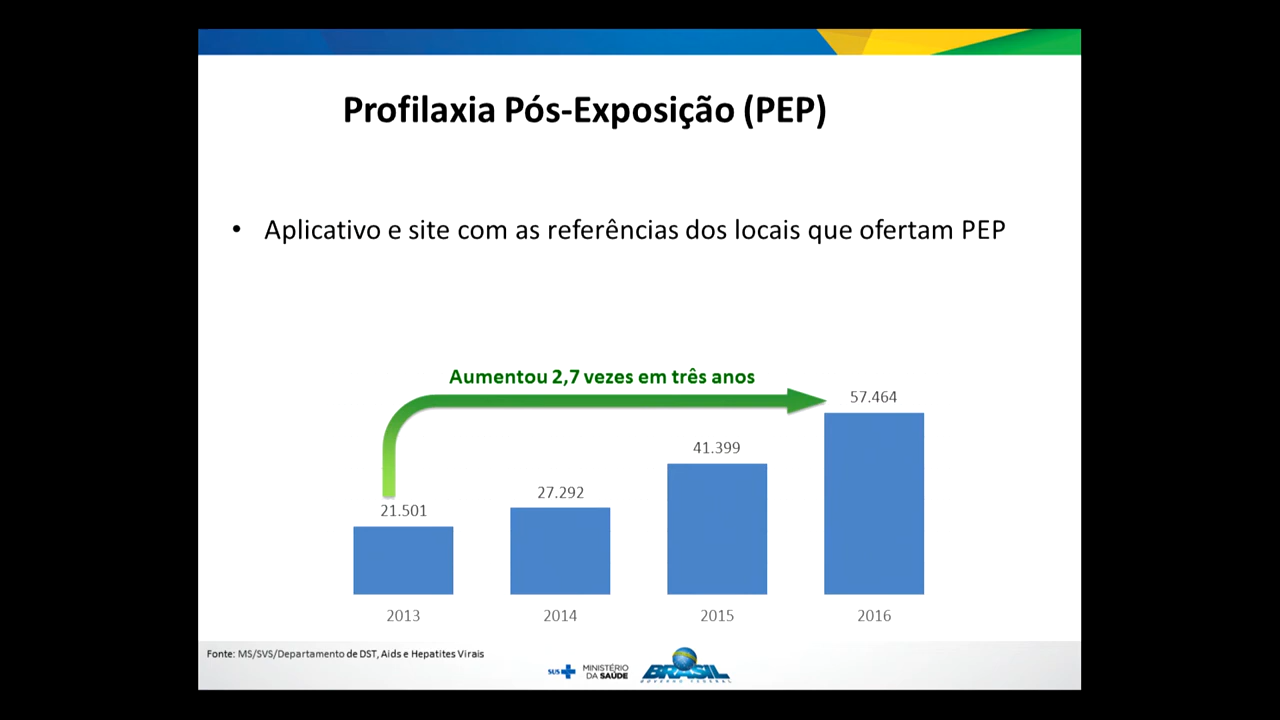 Profilaxia Pós-Exposição (PEP)
• Aplicativo e site com as referências dos locais que ofertam PEP
Aumentou 2,7 vezes em três anos
57.464
41.399
27.292
21.501
2013 2014 2015 2016
Fonte: MS/SVS/Departamento de DST, Aids e Hepatites Virais
SUS MINISTÉRIO DA SAÚDE
BRASIL
GOVERNO FEDERAL